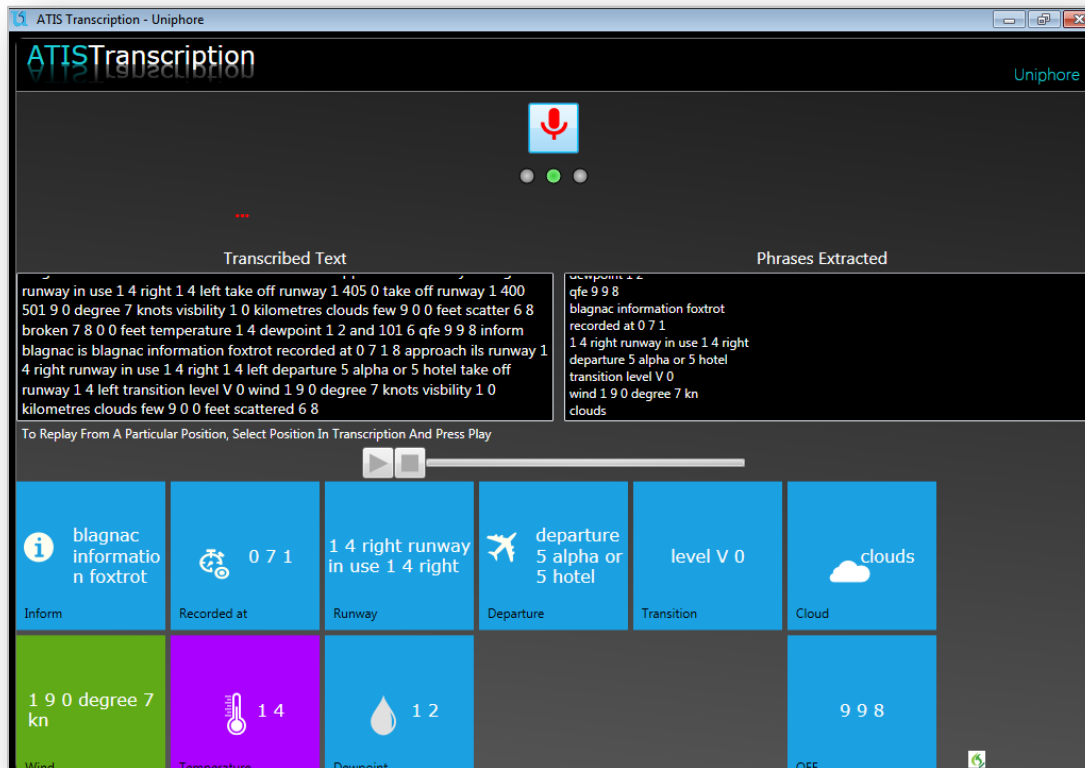 ATIS Transcription - Uniphore
ATISTranscription
Uniphore
...
Transcribed Text
runway in use 1 4 right 1 4 left take off runway 1 405 0 take off runway 1 400
501 9 0 degree 7 knots visbility 1 0 kilometres clouds few 9 0 0 feet scatter 6 8
broken 7 8 0 0 feet temperature 1 4 dewpoint 1 2 and 101 6 qfe 9 9 8 inform
blagnac is blagnac information foxtrot recorded at 0 7 1 8 approach ils runway 1
4 right runway in use 1 4 right 1 4 left departure 5 alpha or 5 hotel take off
runway 1 4 left transition level V 0 wind 1 9 0 degree 7 knots visbility 1 0
kilometres clouds few 9 0 0 feet scattered 6 8
Phrases Extracted
dewpoint 1 2
qfe 9 9 8
blagnac information foxtrot
recorded at 0 7 1
1 4 right runway in use 1 4 right
departure 5 alpha or 5 hotel
transition level V 0
wind 1 9 0 degree 7 kn
clouds
To Replay From A Particular Position, Select Position In Transcription And Press Play
blagnac
informatio
n foxtrot
Inform
0 7 1
Recorded at
1 4 right runway
in use 1 4 right
Runway
departure
5 alpha or
5 hotel
Departure
level V 0
Transition
clouds
Cloud
1 9 0 degree 7
kn
Wind
1 4
Temperature
1 2
Dewpoint
9 9 8
QFE